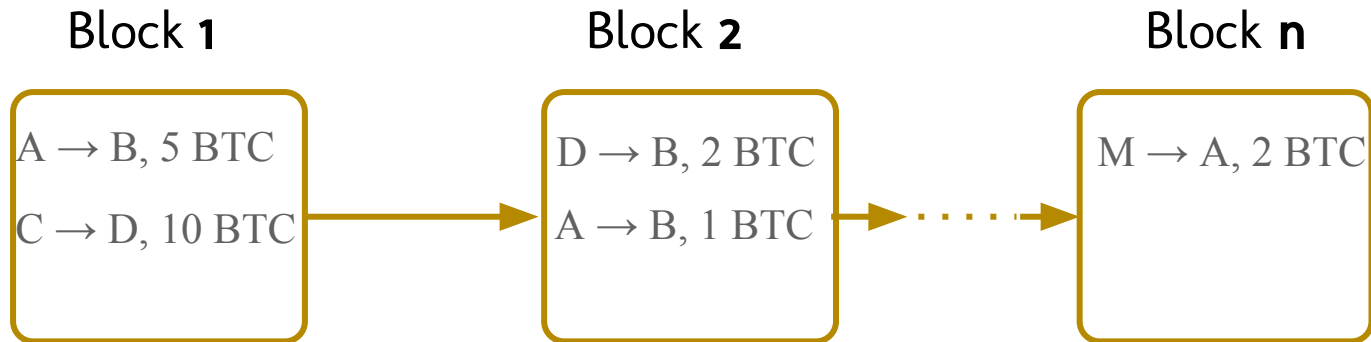 Block 1
A → B, 5 BTC
C → D, 10 BTC
Block 2
D → B, 2 BTC
A → B, 1 BTC
Block n
M → A, 2 BTC